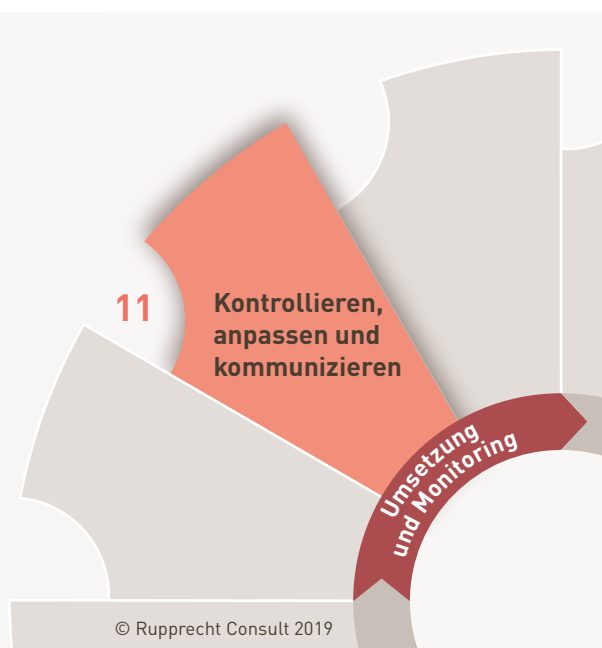 11
Kontrollieren,
anpassen und
kommunizieren
Umsetzung
und Monitoring
© Rupprecht Consult 2019